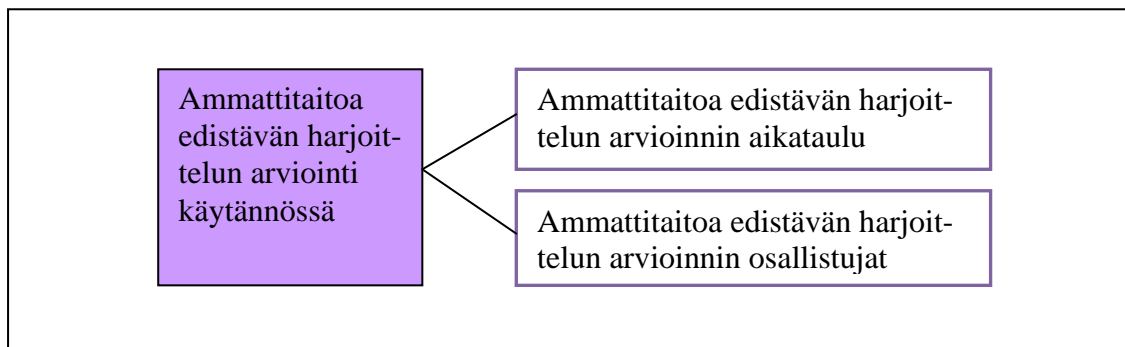 Ammattitaitoa
edistävän harjoit-
telun arviointi
käytännössä
Ammattitaitoa edistävän harjoit-
telun arvioinnin aikataulu
Ammattitaitoa edistävän harjoit-
telun arvioinnin osallistujat